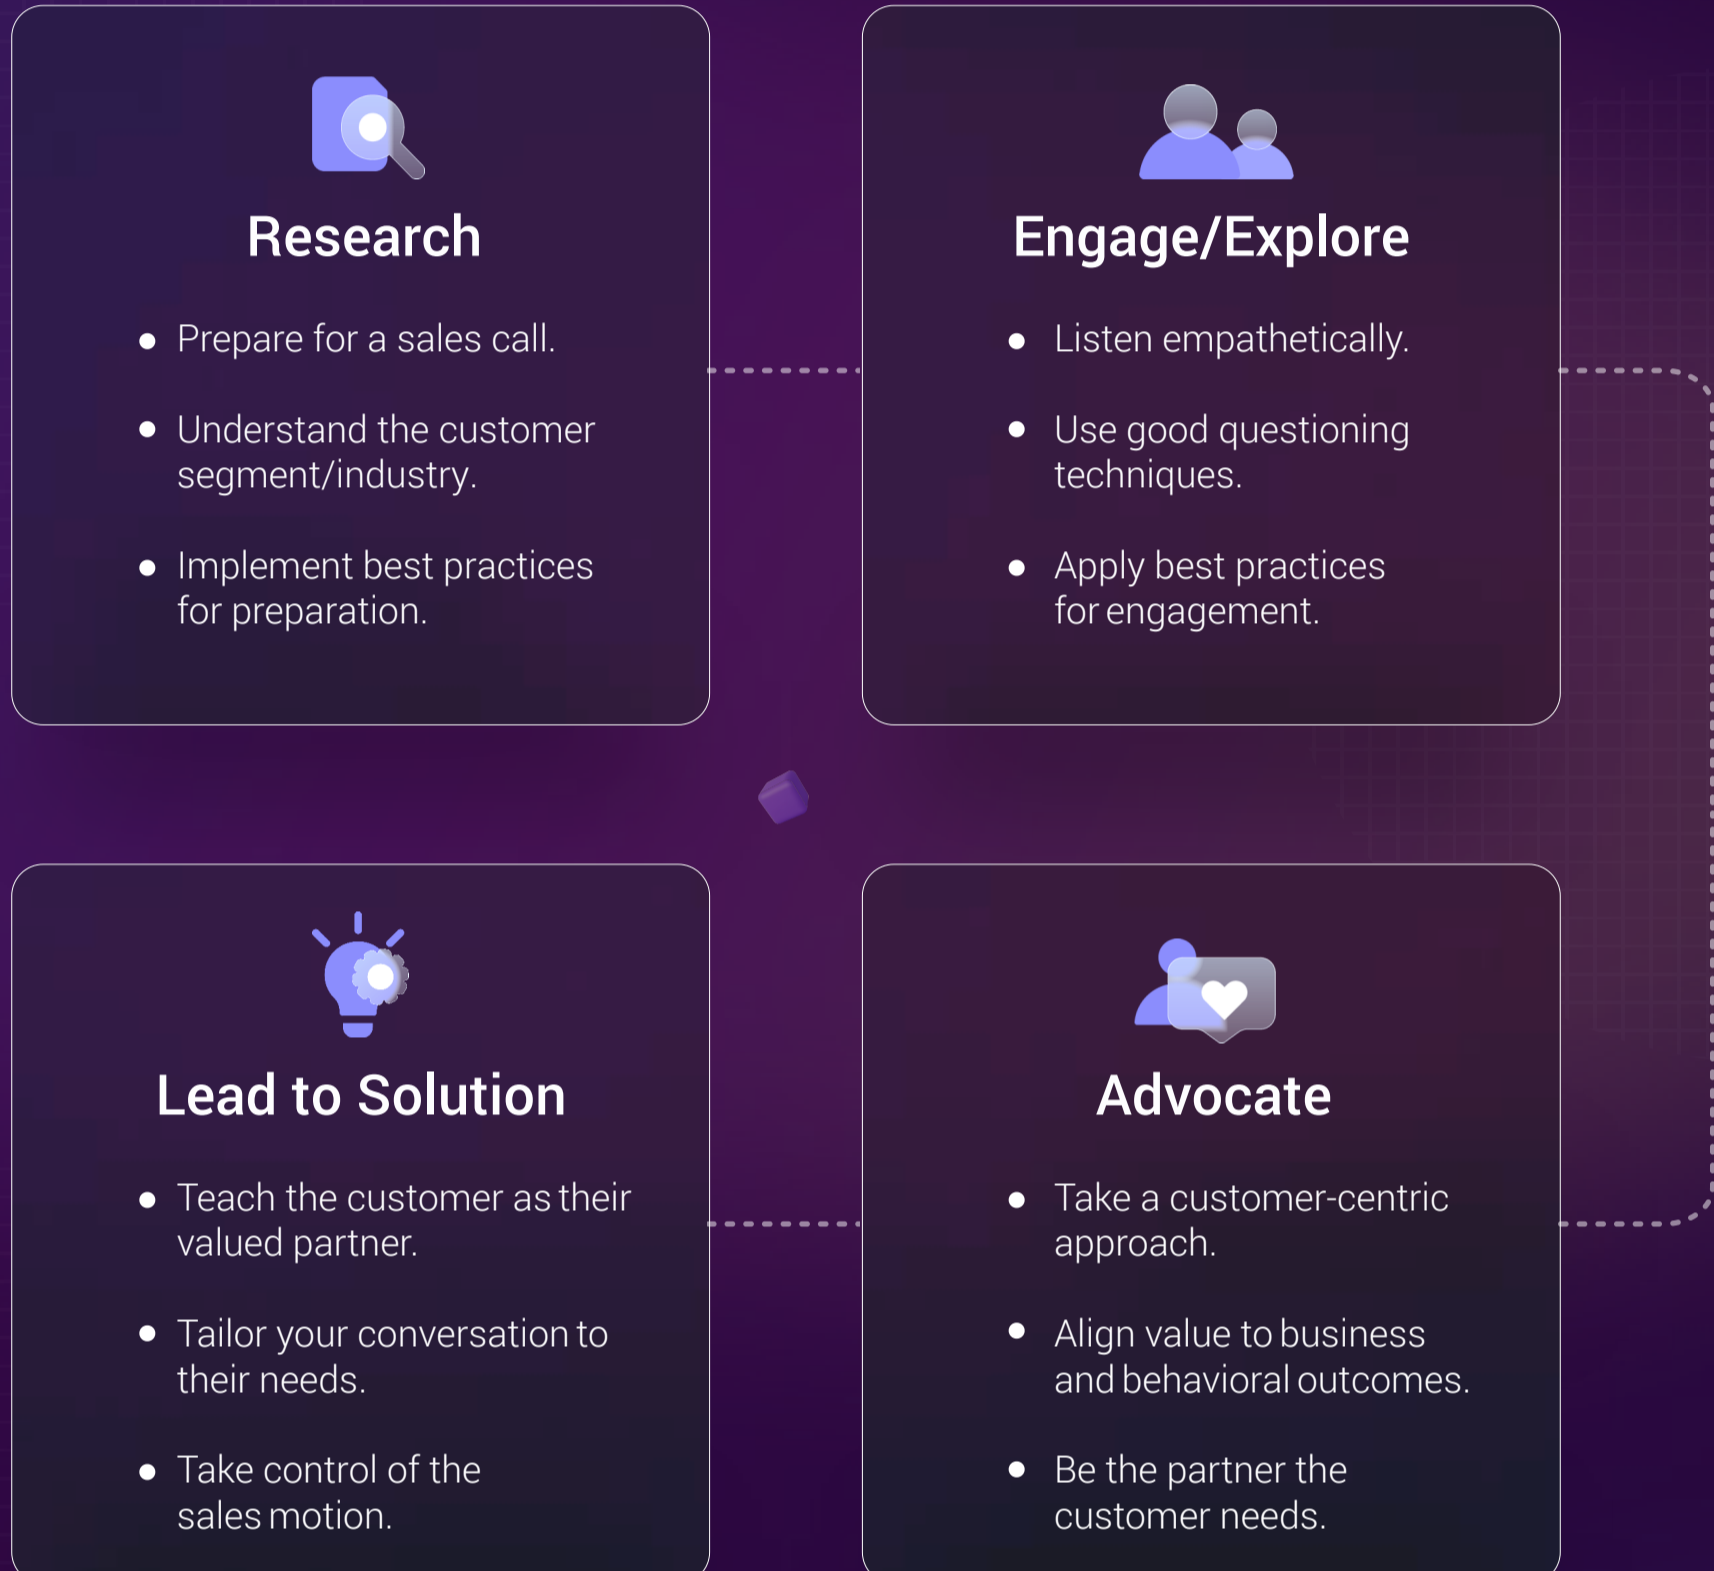 Research
● Prepare for a sales call.
● Understand the customer
segment/industry.
● Implement best practices
for preparation.
Engage/Explore
● Listen empathetically.
● Use good questioning
techniques.
● Apply best practices
for engagement.
Lead to Solution
● Teach the customer as their
valued partner.
● Tailor your conversation to
their needs.
● Take control of the
sales motion.
Advocate
● Take a customer-centric
approach.
● Align value to business
and behavioral outcomes.
● Be the partner the
customer needs.